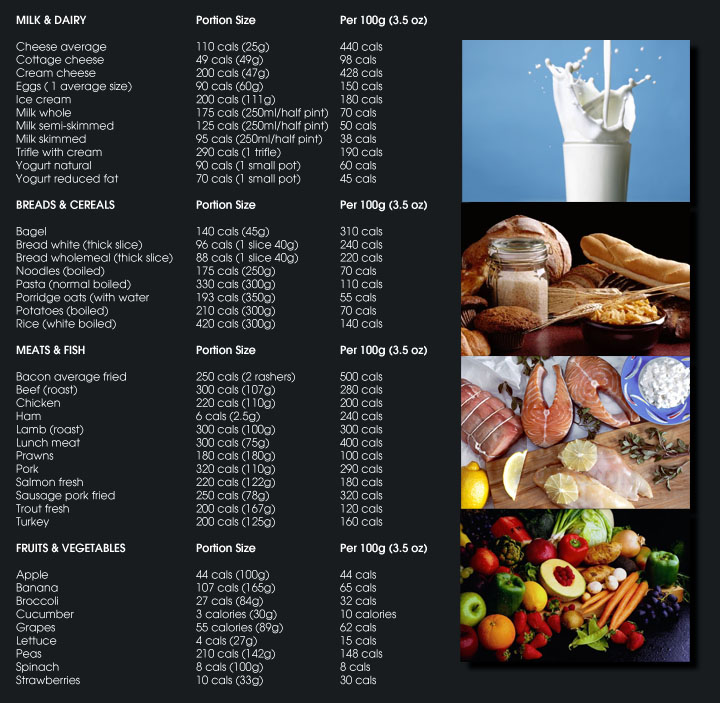 MILK & DAIRY Portion Size Per 100g (3.5 oz)
Cheese average 110 cals (25g) 440 cals
Cottage cheese 49 cals (49g) 98 cals
Cream cheese 200 cals (47g) 428 cals
Eggs ( 1 average size) 90 cals (60g) 150 cals
Ice cream 200 cals (111g) 180 cals
Milk whole 175 cals (250ml/half pint) 70 cals
Milk semi-skimmed 125 cals (250ml/half pint) 50 cals
Milk skimmed 95 cals (250ml/half pint) 38 cals
Trifle with cream 290 cals (1 trifle) 190 cals
Yogurt natural 90 cals (1 small pot) 60 cals
Yogurt reduced fat 70 cals (1 small pot) 45 cals
BREADS & CEREALS Portion Size Per 100g (3.5 oz)
Bagel 140 cals (45g) 310 cals
Bread white (thick slice) 96 cals (1 slice 40g) 240 cals
Bread wholemeal (thick slice) 88 cals (1 slice 40g) 220 cals
Noodles (boiled) 175 cals (250g) 70 cals
Pasta (normal boiled) 330 cals (300g) 110 cals
Porridge oats (with water 193 cals (350g) 55 cals
Potatoes (boiled) 210 cals (300g) 70 cals
Rice (white boiled) 420 cals (300g) 140 cals
MEATS & FISH Portion Size Per 100g (3.5 oz)
Bacon average fried 250 cals (2 rashers) 500 cals
Beef (roast) 300 cals (107g) 280 cals
Chicken 220 cals (110g) 200 cals
Ham 6 cals (2.5g) 240 cals
Lamb (roast) 300 cals (100g) 300 cals
Lunch meat 300 cals (75g) 400 cals
Prawns 180 cals (180g) 100 cals
Pork 320 cals (110g) 290 cals
Salmon fresh 220 cals (122g) 180 cals
Sausage pork fried 250 cals (78g) 320 cals
Trout fresh 200 cals (167g) 120 cals
Turkey 200 cals (125g) 160 cals
FRUITS & VEGETABLES Portion Size Per 100g (3.5 oz)
Apple 44 cals (100g) 44 cals
Banana 107 cals (165g) 65 cals
Broccoli 27 cals (84g) 32 cals
Cucumber 3 calories (30g) 10 calories
Grapes 55 calories (89g) 62 cals
Lettuce 4 cals (27g) 15 cals
Peas 210 cals (142g) 148 cals
Spinach 8 cals (100g) 8 cals
Strawberries 10 cals (33g) 30 cals